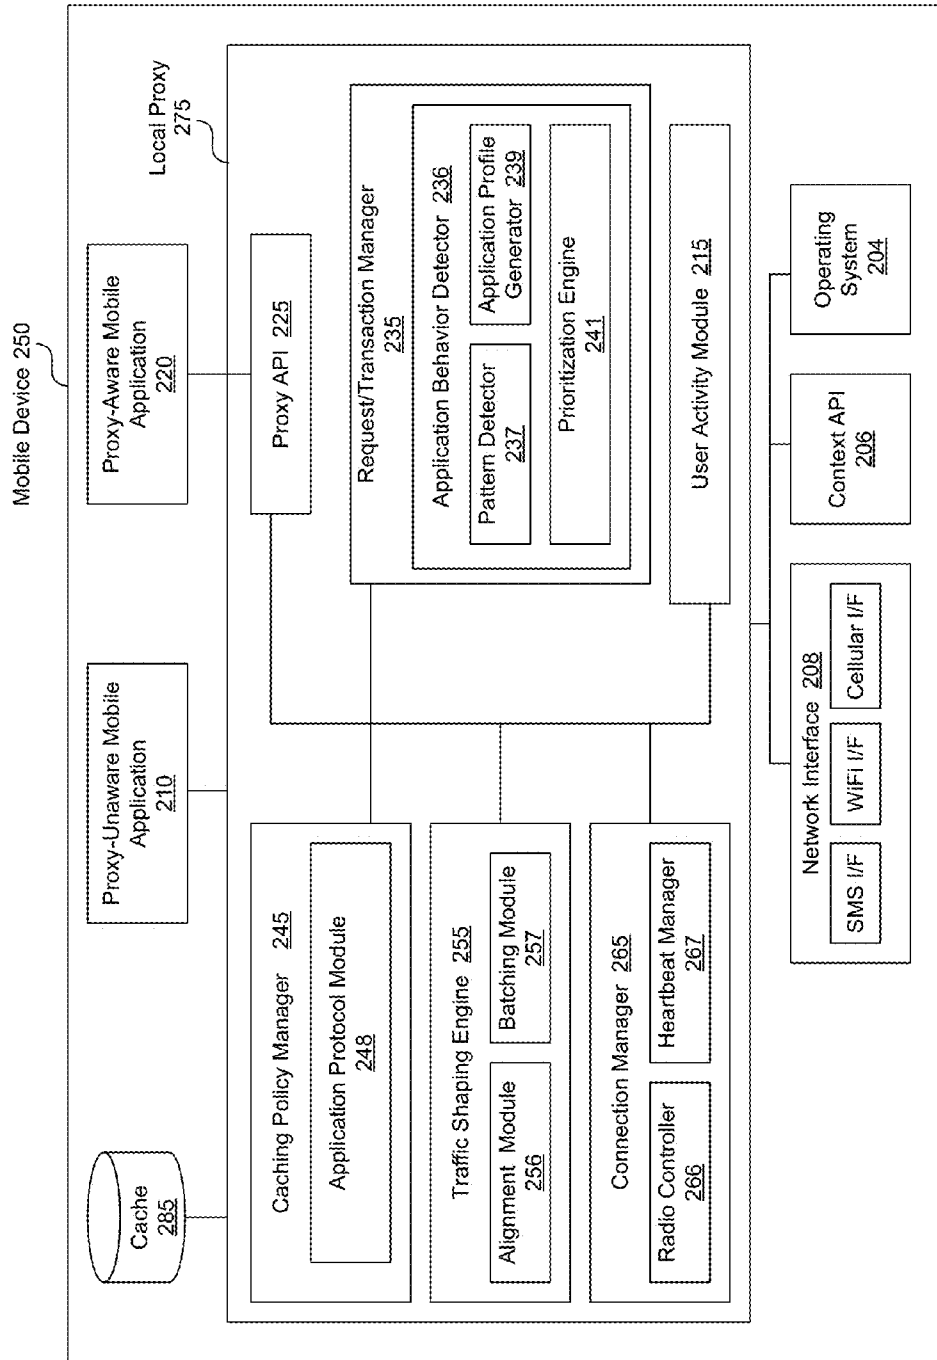 Mobile Device 250
Cache
285
Proxy-Unaware Mobile
Application
210
Proxy-Aware Mobile
Application
220
Local Proxy
275
Caching Policy Manager 245
Application Protocol Module
248
Proxy API 225
Traffic Shaping Engine 255
Alignment Module
256
Batching Module
257
Request/Transaction Manager
235
Application Behavior Detector 236
Pattern Detector
237
Application Profile
Generator 239
Prioritization Engine
241
Connection Manager 265
Radio Controller
266
Heartbeat Manager
267
User Activity Module 215
Network Interface 208
SMS I/F
WiFi I/F
Cellular I/F
Context API
206
Operating
System
204